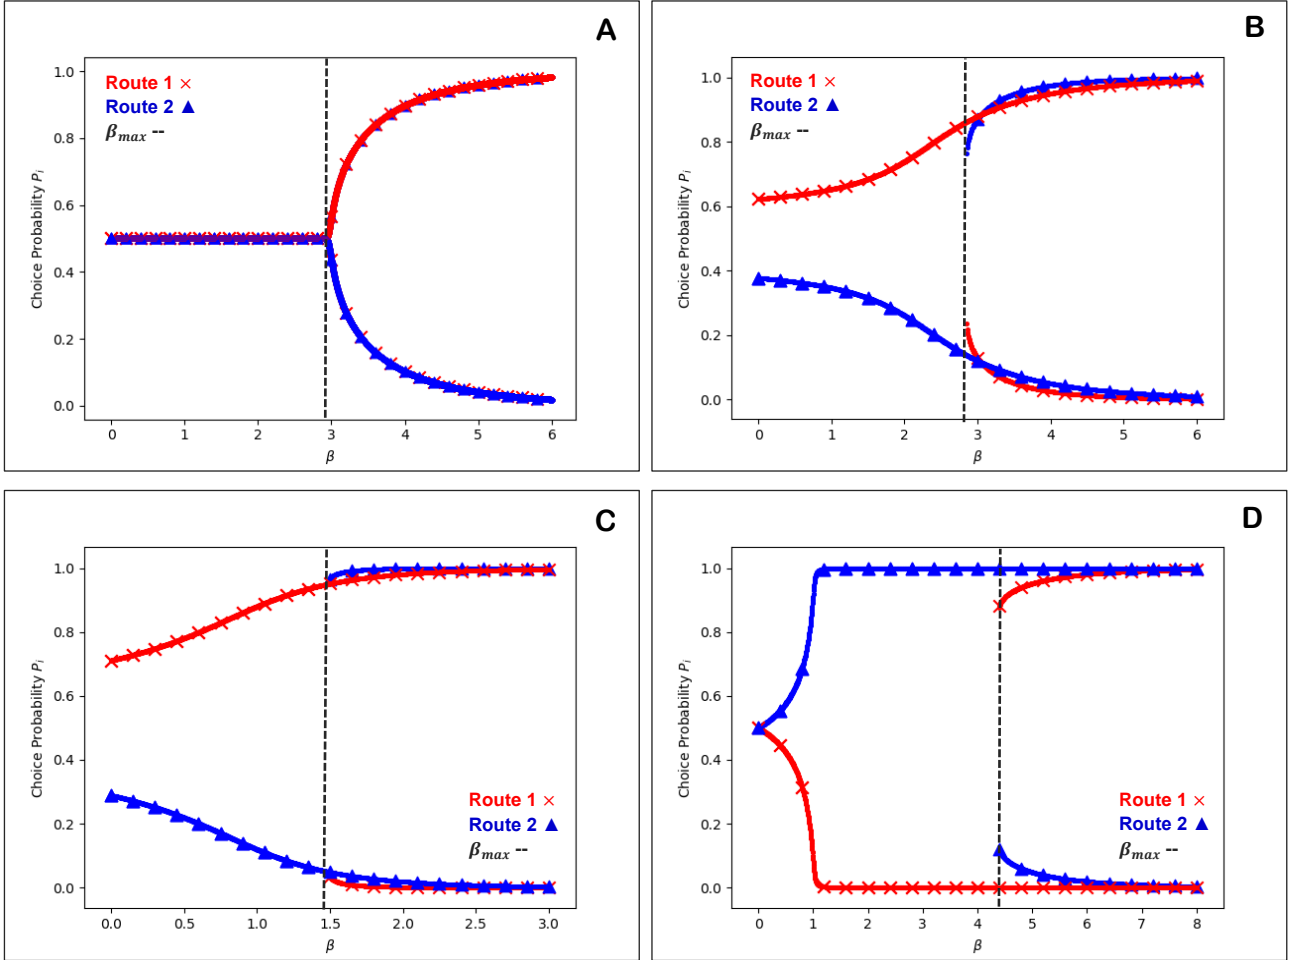 A
Route 1 ×
Route 2 ▲
βmax --
Choice Probability Pi
1.0
0.8
0.6
0.4
0.2
0.0
0 1 2 3 4 5 6
β
B
Route 1 ×
Route 2 ▲
βmax --
Choice Probability Pi
1.0
0.8
0.6
0.4
0.2
0.0
0 1 2 3 4 5 6
β
C
Choice Probability Pi
1.0
0.8
0.6
0.4
0.2
0.0
Route 1 ×
Route 2 ▲
βmax --
0.0 0.5 1.0 1.5 2.0 2.5 3.0
β
D
Choice Probability Pi
1.0
0.8
0.6
0.4
0.2
0.0
Route 1 ×
Route 2 ▲
βmax --
0 1 2 3 4 5 6 7 8
β